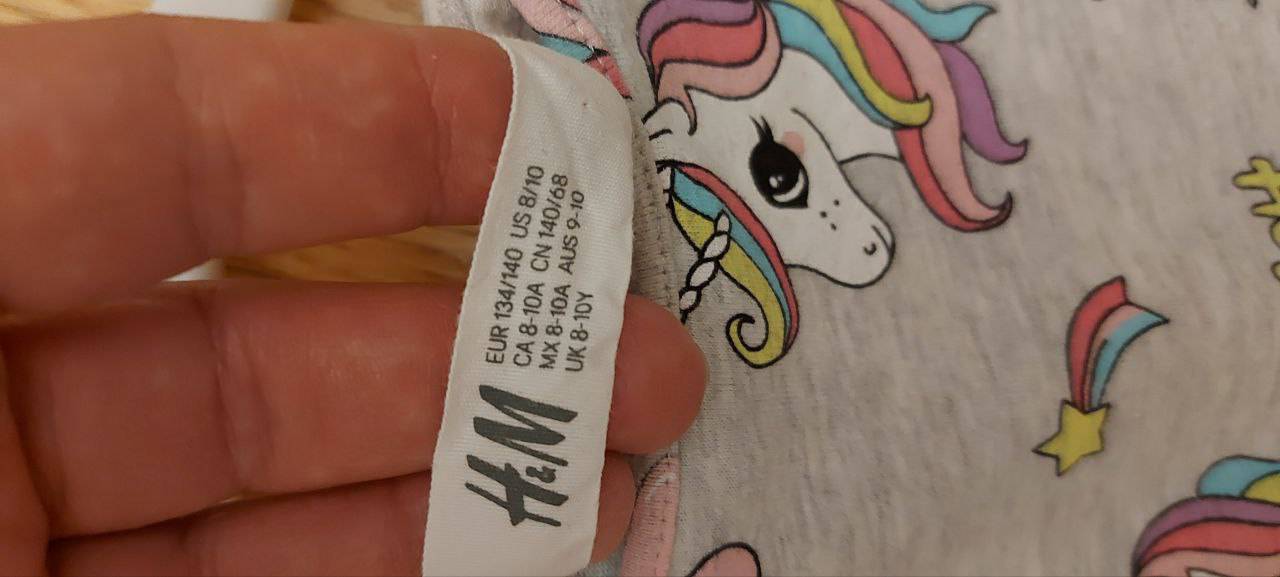 H&M
EUR 134/140 US 8/10
CA 8-10A CN 140/68
MX 8-10A AUS 9-10
UK 8-10Y